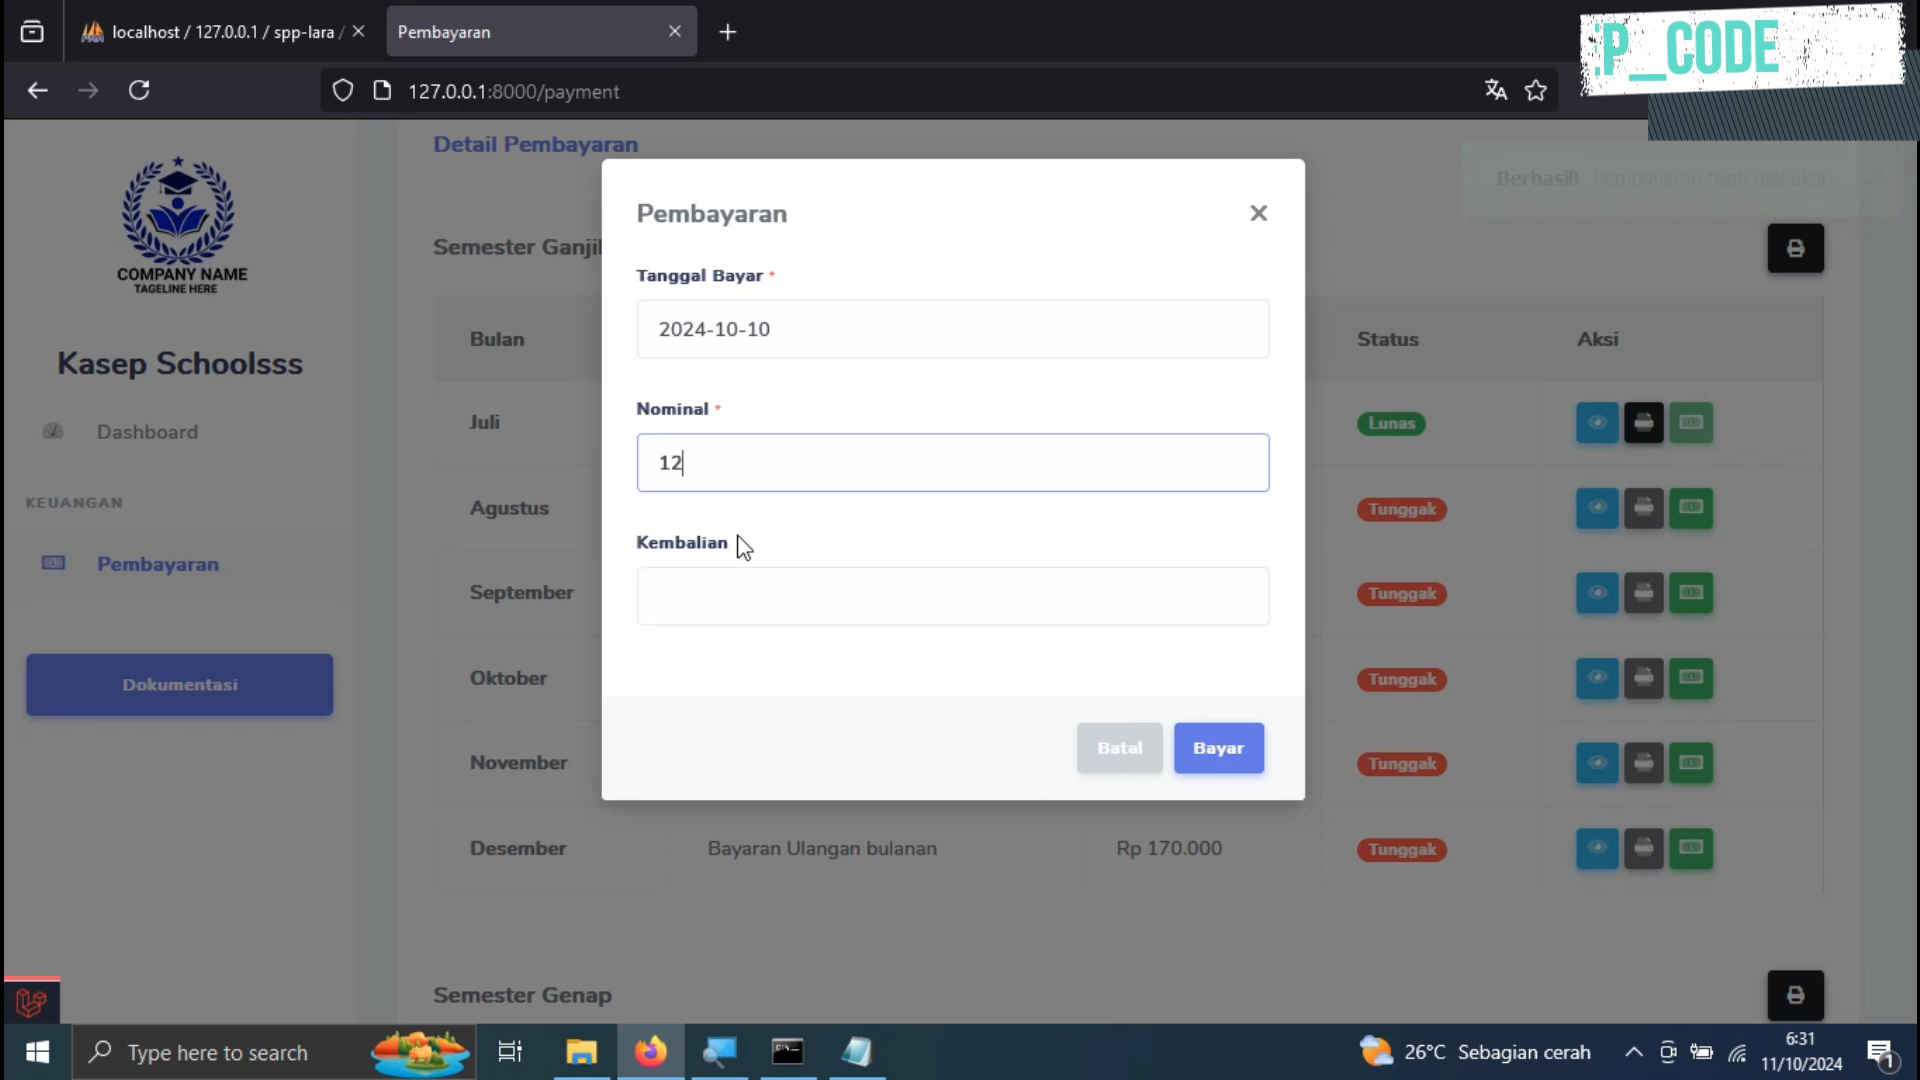 localhost / 127.0.0.1 / spp-lara /
Pembayaran
P_CODE
127.0.0.1:8000/payment
Detail Pembayaran
Berhasil! Pembayaran telah dilakukan.
Pembayaran
COMPANY NAME
TAGELINE HERE
Semester Ganjil
Tanggal Bayar *
2024-10-10
Bulan
Status
Aksi
Kasep Schoolsss
Nominal *
12
Juli
Lunas
Dashboard
KEUANGAN
Agustus
Tunggak
Kembalian
Pembayaran
September
Tunggak
Dokumentasi
Oktober
Tunggak
Batal
Bayar
November
Tunggak
Desember
Bayaran Ulangan bulanan
Rp 170.000
Tunggak
Semester Genap
Type here to search
26°C Sebagian cerah
6:31
11/10/2024
1